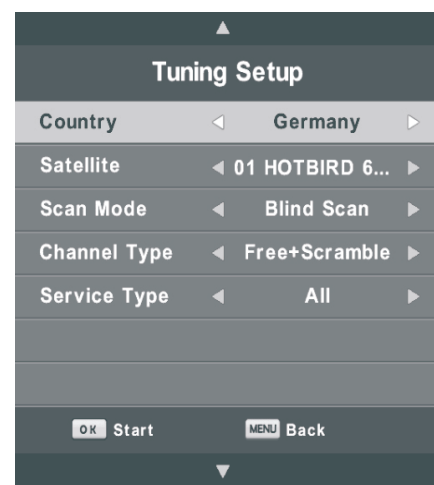 Tuning Setup
Country Germany
Satellite 01 HOTBIRD 6...
Scan Mode Blind Scan
Channel Type Free+Scramble
Service Type All
OK Start MENU Back